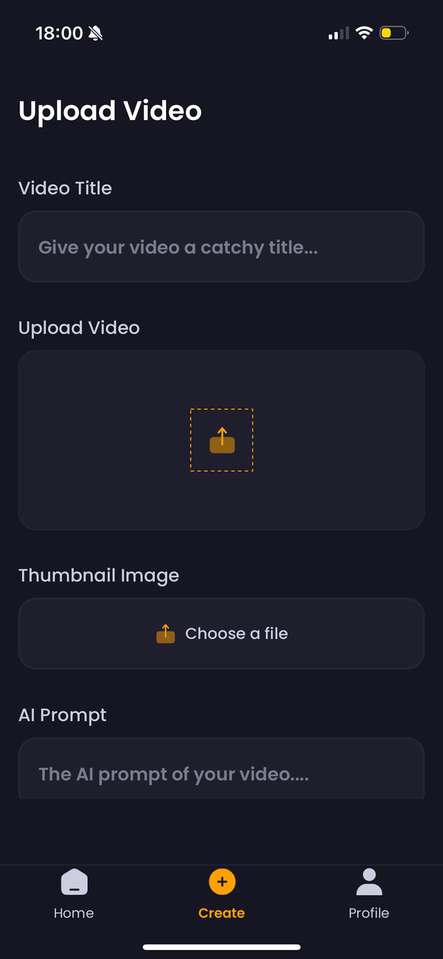 18:00
Upload Video
Video Title
Give your video a catchy title...
Upload Video
Thumbnail Image
Choose a file
AI Prompt
The AI prompt of your video....
Home
Create
Profile